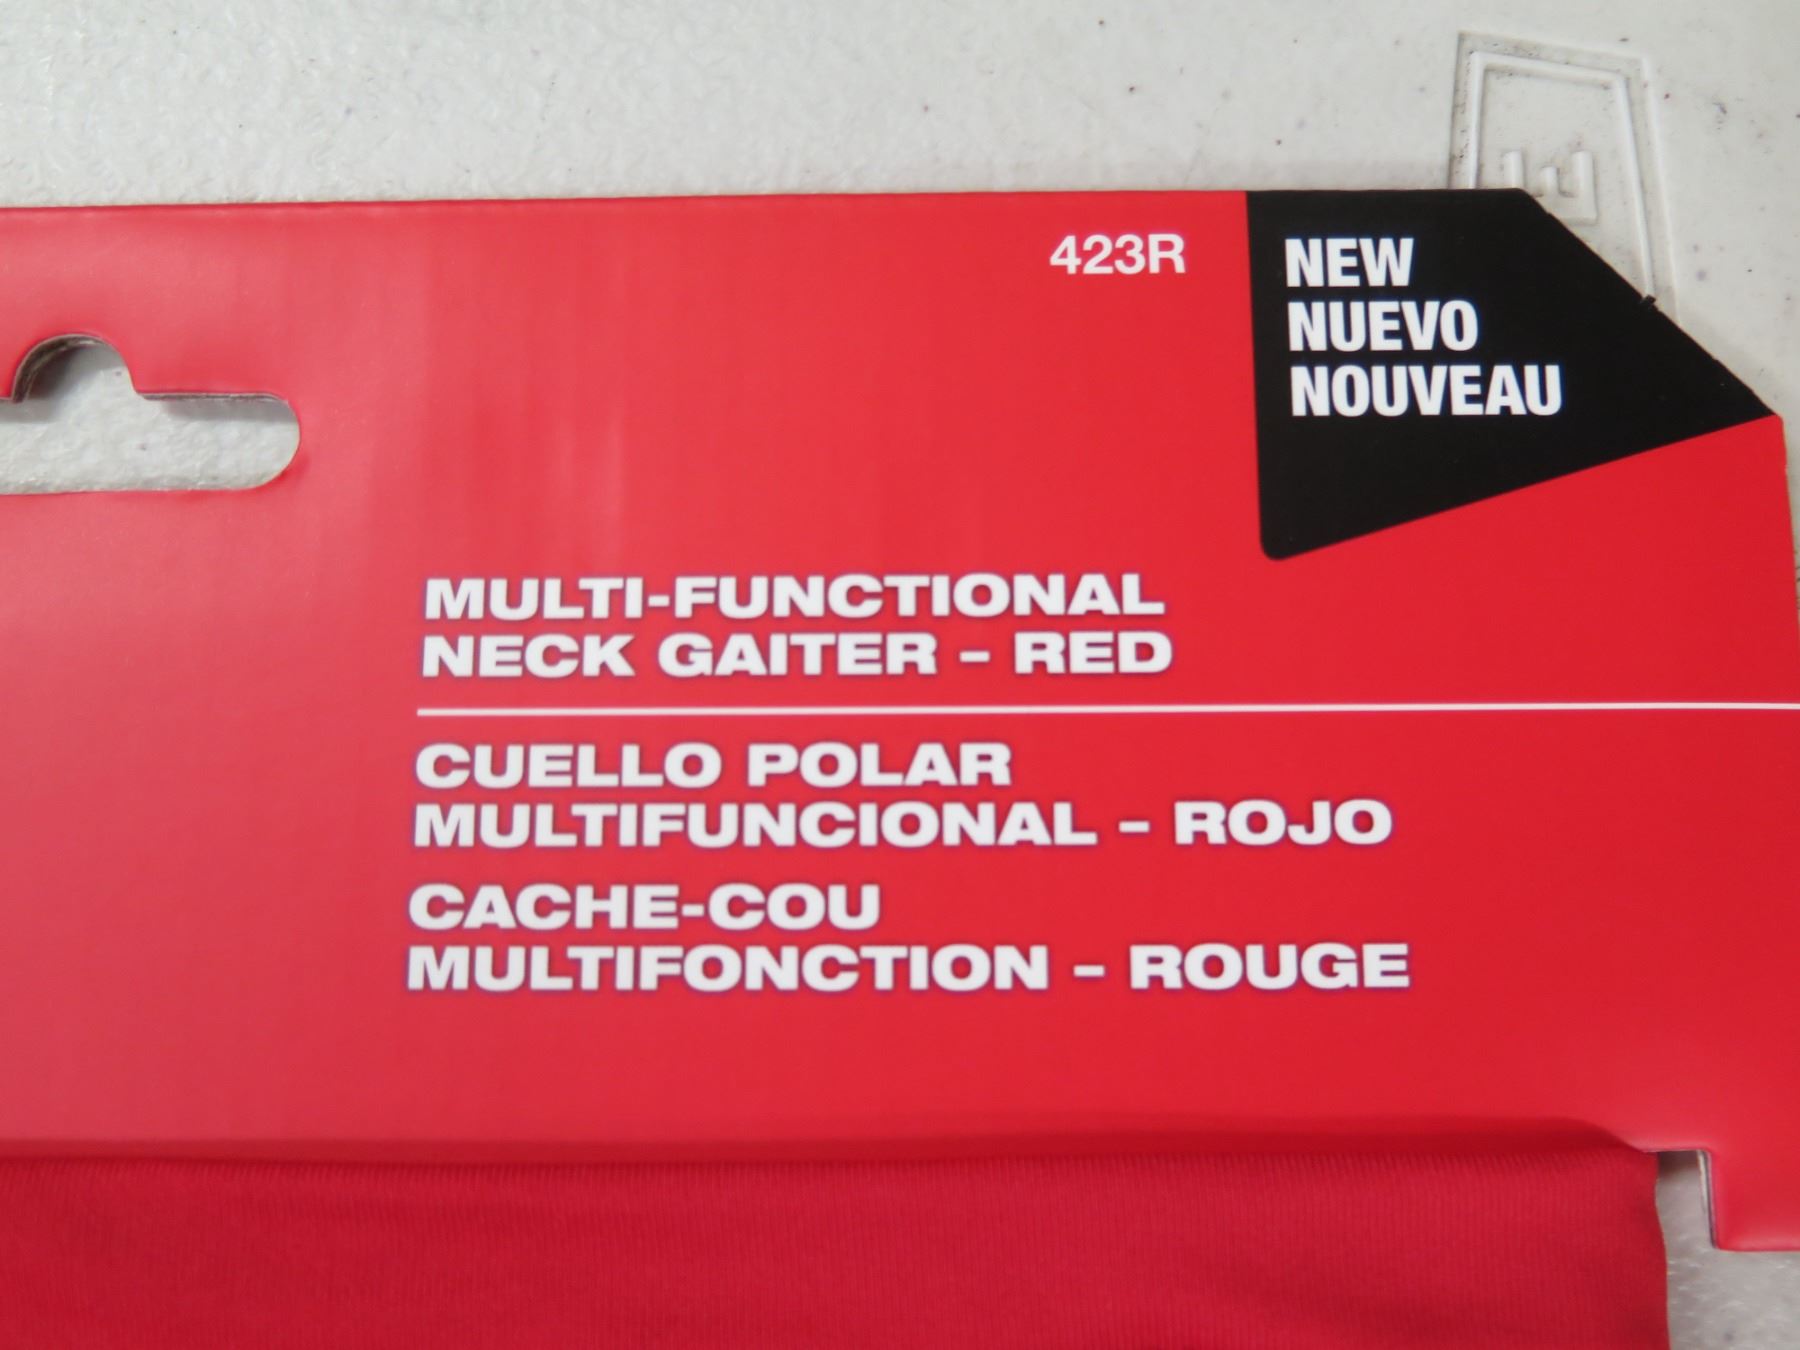 423R
NEW
NUEVO
NOUVEAU
MULTI-FUNCTIONAL
NECK GAITER – RED
CUELLO POLAR
MULTIFUNCIONAL – ROJO
CACHE-COU
MULTIFONCTION – ROUGE